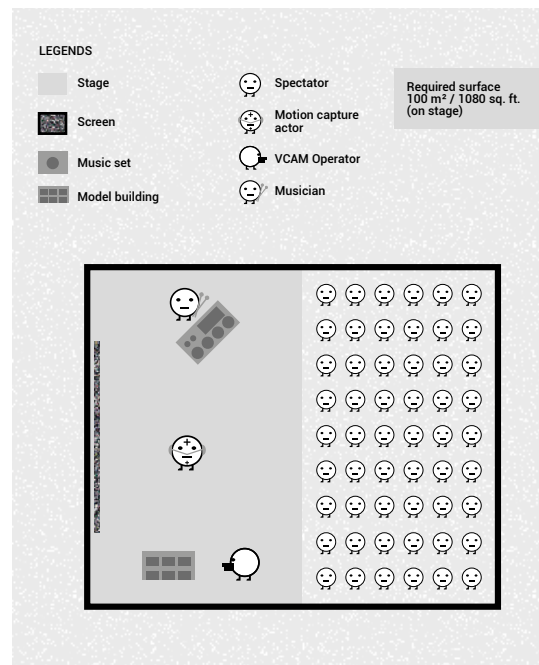 LEGENDS
Stage
Screen
Music set
Model building
Spectator
Motion capture
actor
VCAM Operator
Musician
Required surface
100 m² / 1080 sq. ft.
(on stage)